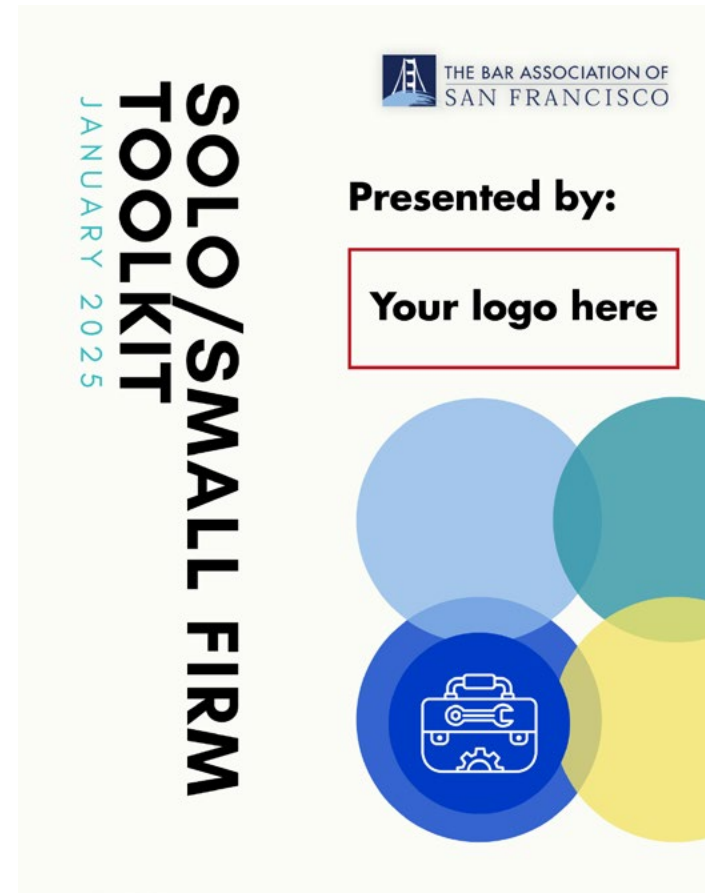 THE BAR ASSOCIATION OF
SAN FRANCISCO
SOLO/SMALL FIRM
TOOLKIT
JANUARY 2025
Presented by:
Your logo here